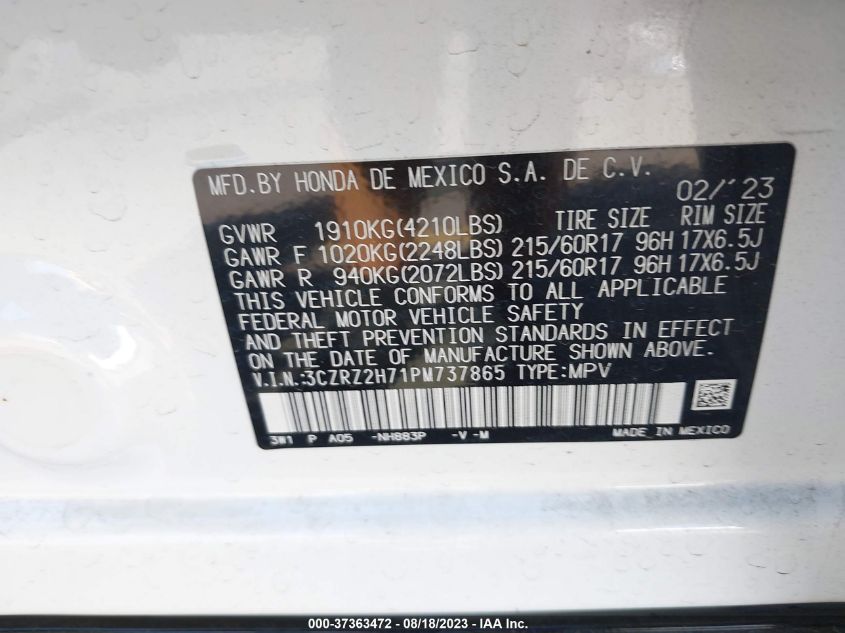 MFD.BY HONDA DE MEXICO S.A. DE C.V.
02/'23
GVWR 1910KG(4210LBS) TIRE SIZE RIM SIZE
GAWR F 1020KG(2248LBS) 215/60R17 96H 17X6.5J
GAWR R 940KG(2072LBS) 215/60R17 96H 17X6.5J
THIS VEHICLE CONFORMS TO ALL APPLICABLE
FEDERAL MOTOR VEHICLE SAFETY
AND THEFT PREVENTION STANDARDS IN EFFECT
ON THE DATE OF MANUFACTURE SHOWN ABOVE.
V.I.N.:3CZRZ2H71PM737865 TYPE:MPV
3W1 P A05 -NH883P -V -M MADE IN MEXICO
000-37363472 - 08/18/2023 - IAA Inc.